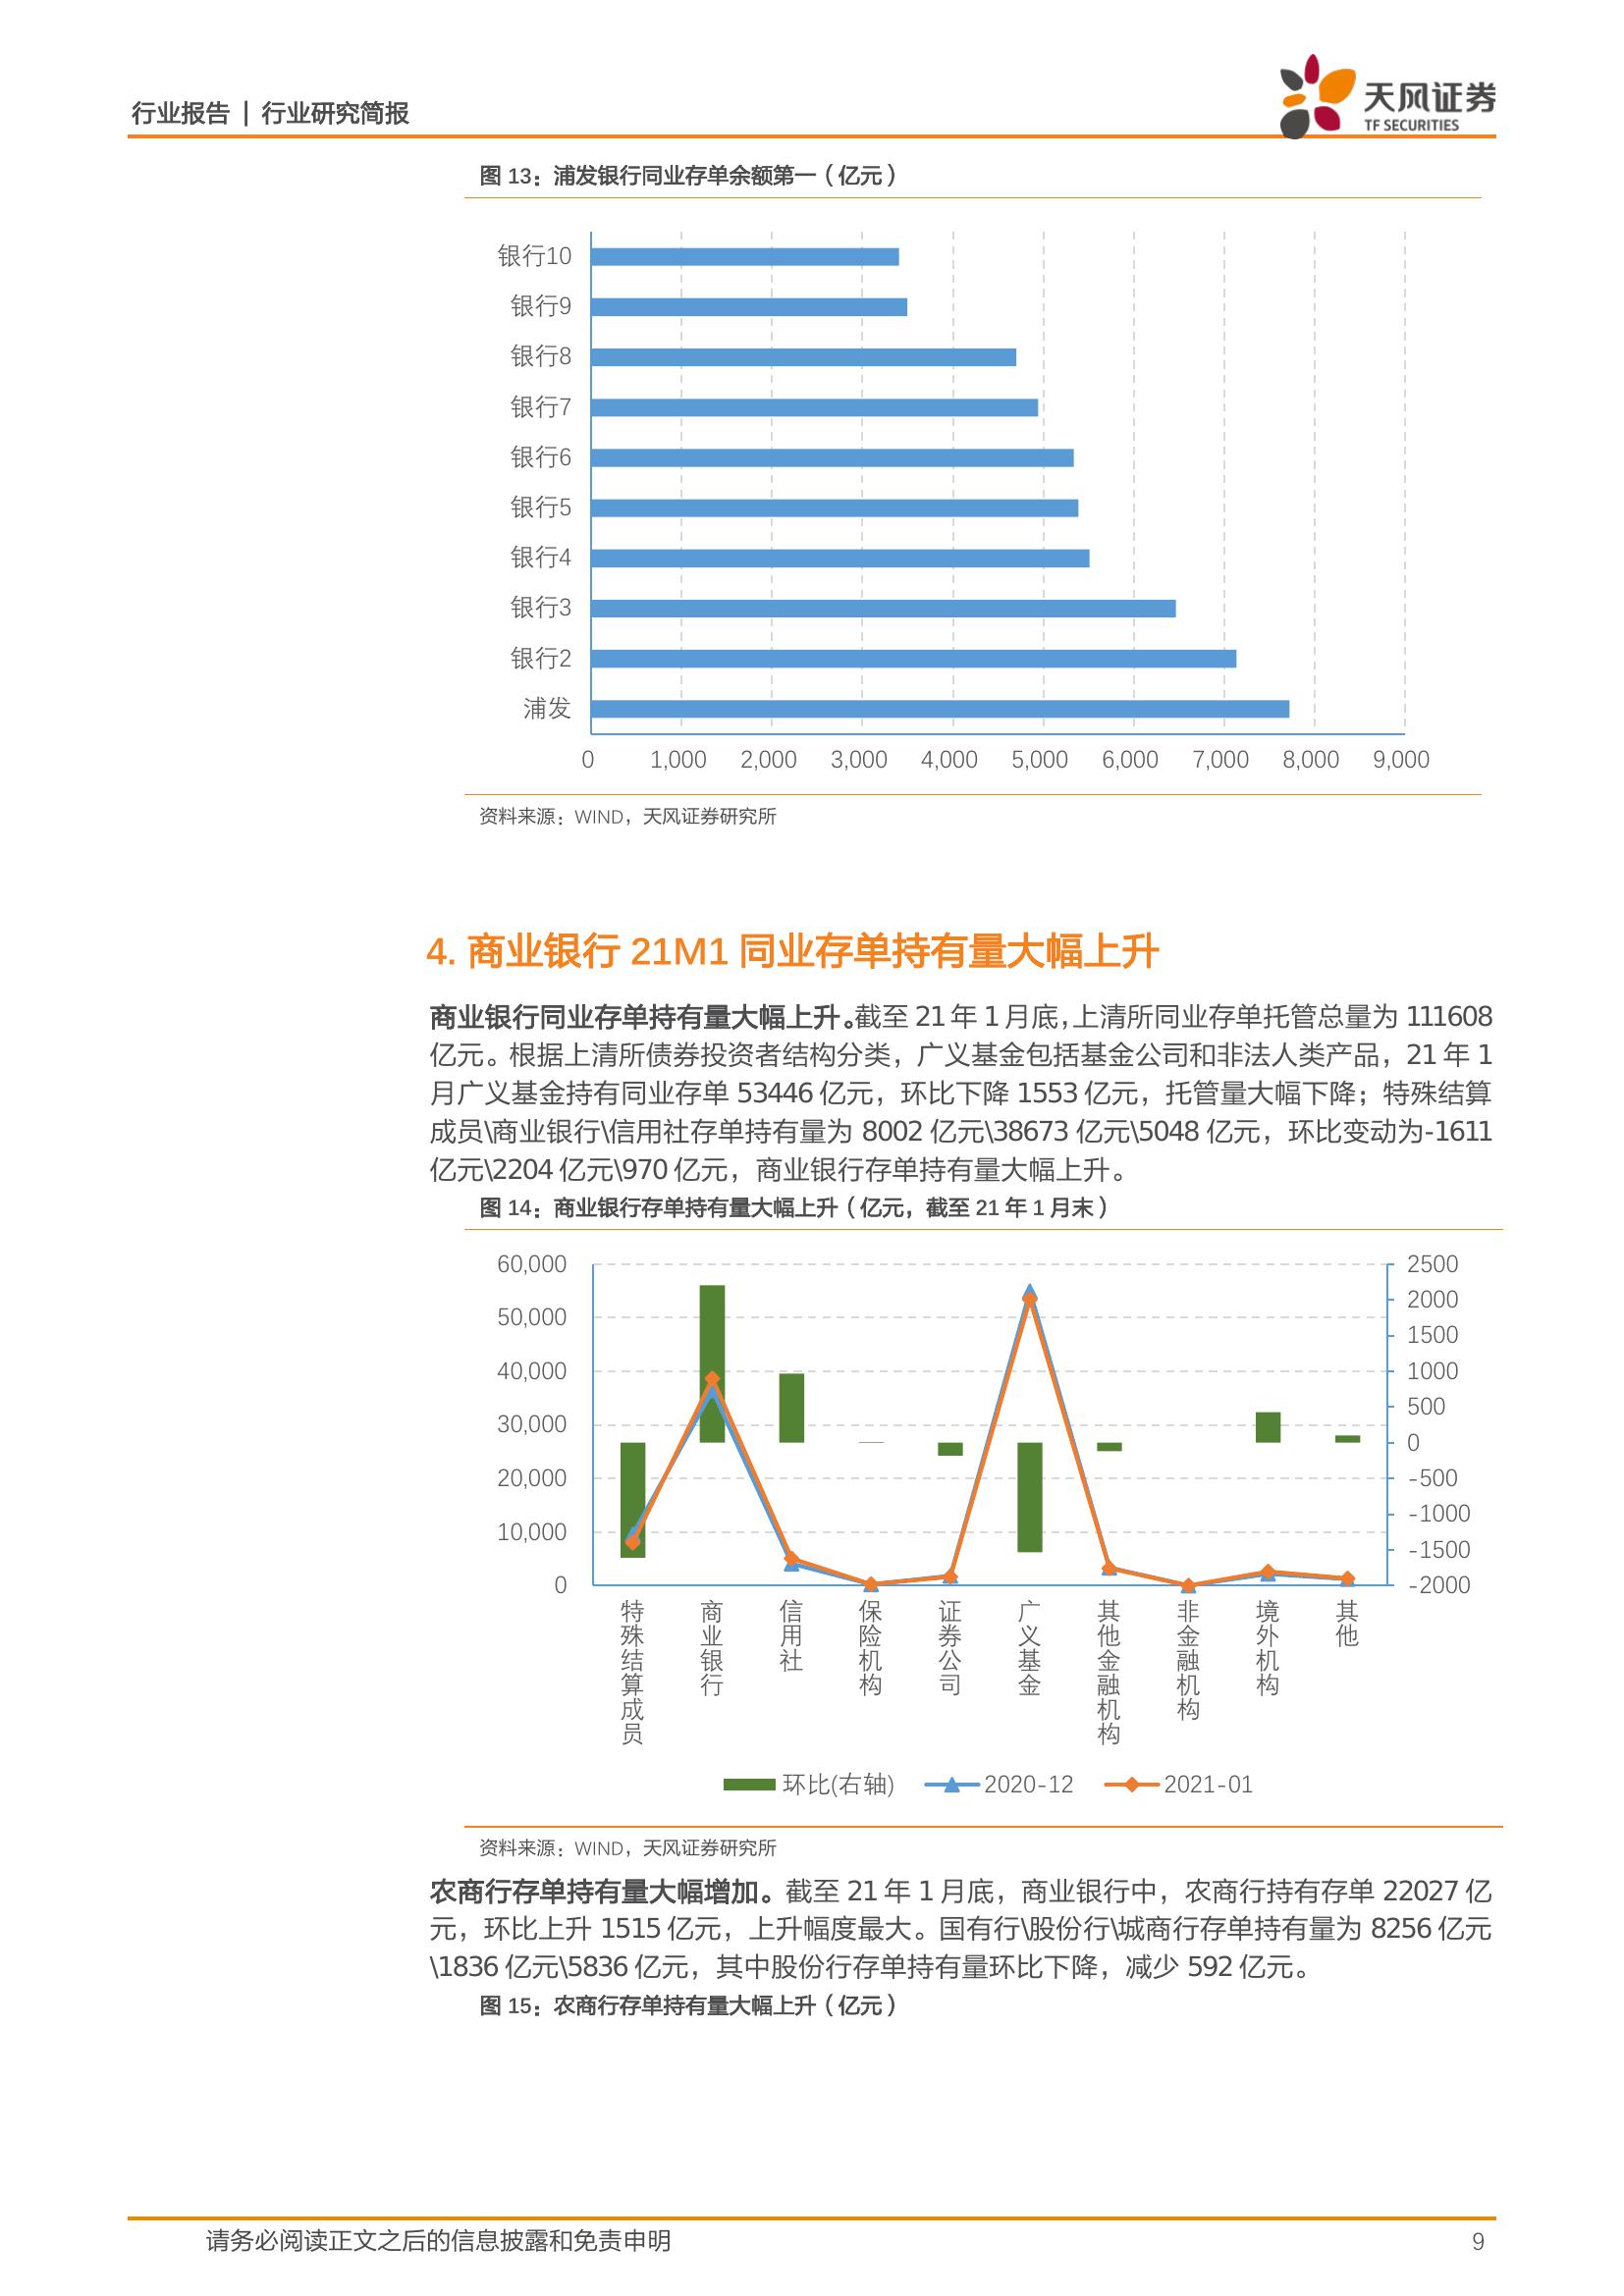 行业报告 | 行业研究简报
天风证券
TF SECURITIES
图 13：浦发银行同业存单余额第一（亿元）
银行10
银行9
银行8
银行7
银行6
银行5
银行4
银行3
银行2
浦发
0 1,000 2,000 3,000 4,000 5,000 6,000 7,000 8,000 9,000
资料来源：WIND，天风证券研究所
4. 商业银行 21M1 同业存单持有量大幅上升
商业银行同业存单持有量大幅上升。截至 21 年 1 月底，上清所同业存单托管总量为 111608
亿元。根据上清所债券投资者结构分类，广义基金包括基金公司和非法人类产品，21 年 1
月广义基金持有同业存单 53446 亿元，环比下降 1553 亿元，托管量大幅下降；特殊结算
成员\商业银行\信用社存单持有量为 8002 亿元\38673 亿元\5048 亿元，环比变动为-1611
亿元\2204 亿元\970 亿元，商业银行存单持有量大幅上升。
图 14：商业银行存单持有量大幅上升（亿元，截至 21 年 1 月末）
60,000 2500
50,000 2000
40,000 1500
30,000 1000
20,000 500
10,000 0
0 -500
-1000
-1500
-2000
特殊结算成员
商业银行
信用社
保险机构
证券公司
广义基金
其他金融机构
非金融机构
境外机构
其他
环比(右轴) 2020-12 2021-01
资料来源：WIND，天风证券研究所
农商行存单持有量大幅增加。截至 21 年 1 月底，商业银行中，农商行持有存单 22027 亿
元，环比上升 1515 亿元，上升幅度最大。国有行\股份行\城商行存单持有量为 8256 亿元
\1836 亿元\5836 亿元，其中股份行存单持有量环比下降，减少 592 亿元。
图 15：农商行存单持有量大幅上升（亿元）
请务必阅读正文之后的信息披露和免责申明 9